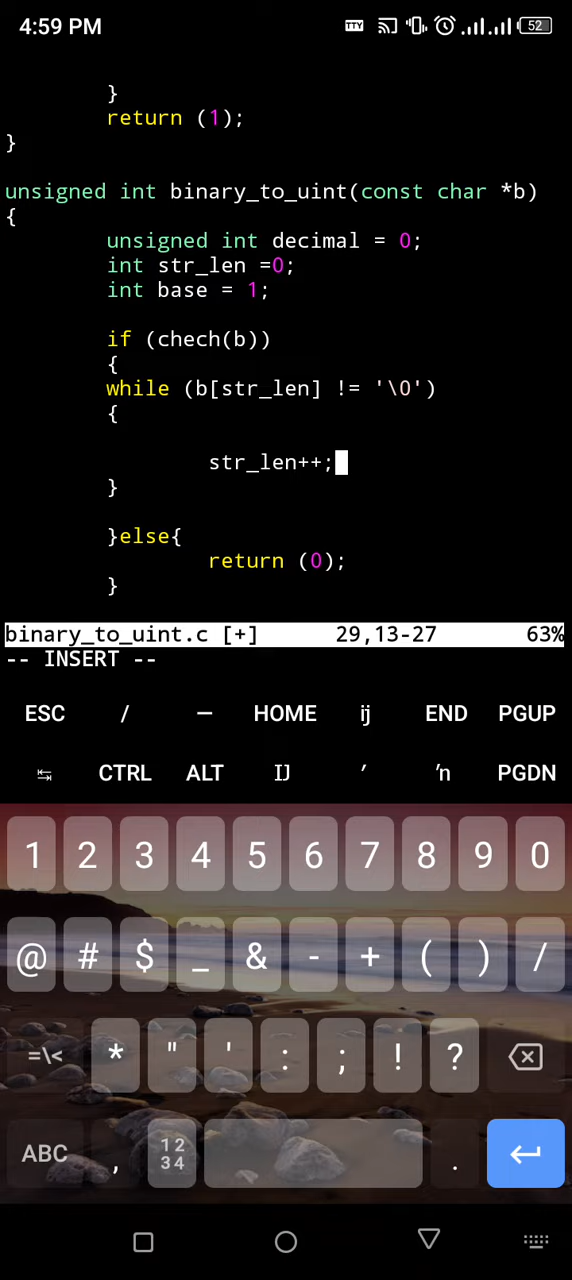 4:59 PM TTY 52
}
return (1);
}
unsigned int binary_to_uint(const char *b)
{
unsigned int decimal = 0;
int str_len =0;
int base = 1;
if (chech(b))
{
while (b[str_len] != '\0')
{
str_len++;
}
}else{
return (0);
}
binary_to_uint.c [+] 29,13-27 63%
-- INSERT --
ESC / — HOME ij END PGUP
↹ CTRL ALT IJ ′ ŉ PGDN
1 2 3 4 5 6 7 8 9 0
@ # $ _ & - + ( ) /
=\< * " ' : ; ! ?
ABC , 12 .
34